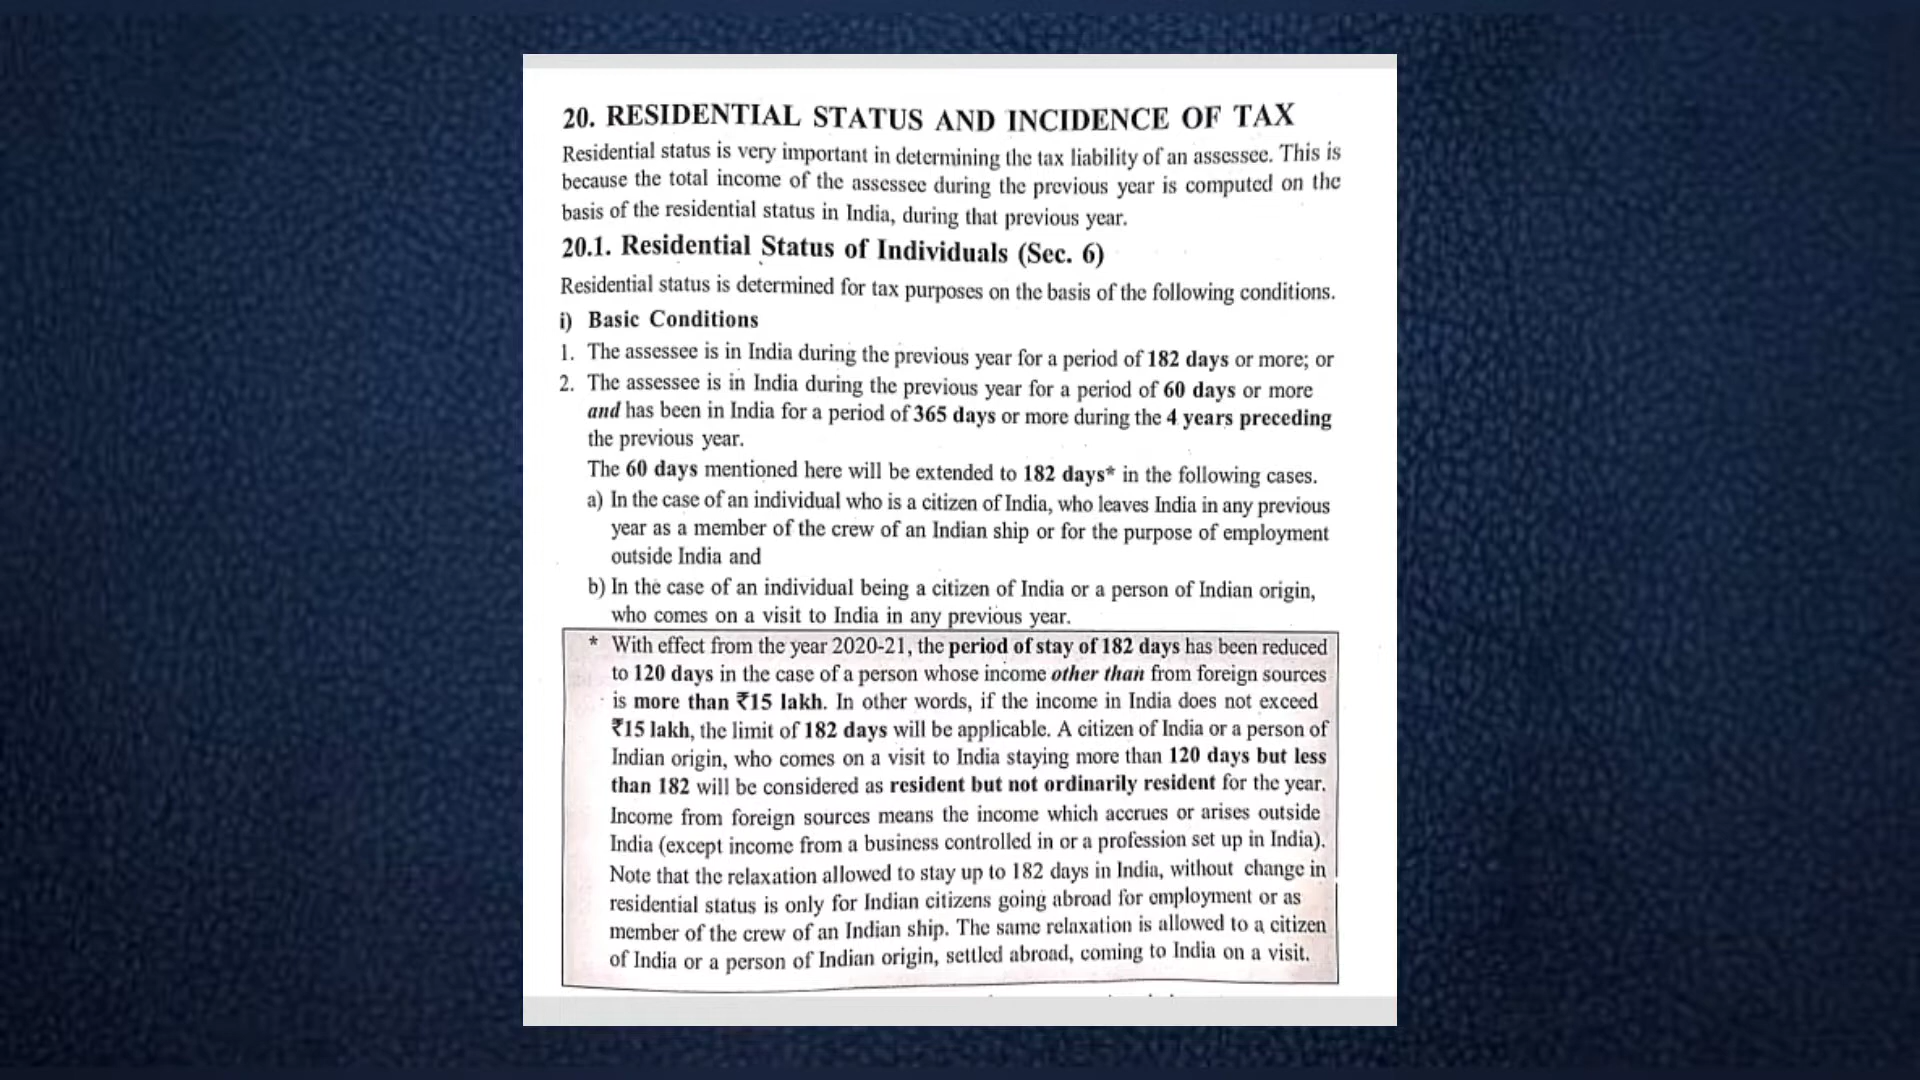 20. RESIDENTIAL STATUS AND INCIDENCE OF TAX
Residential status is very important in determining the tax liability of an assessee. This is
because the total income of the assessee during the previous year is computed on the
basis of the residential status in India, during that previous year.
20.1. Residential Status of Individuals (Sec. 6)
Residential status is determined for tax purposes on the basis of the following conditions.
i) Basic Conditions
1. The assessee is in India during the previous year for a period of 182 days or more; or
2. The assessee is in India during the previous year for a period of 60 days or more
and has been in India for a period of 365 days or more during the 4 years preceding
the previous year.
The 60 days mentioned here will be extended to 182 days* in the following cases.
a) In the case of an individual who is a citizen of India, who leaves India in any previous
year as a member of the crew of an Indian ship or for the purpose of employment
outside India and
b) In the case of an individual being a citizen of India or a person of Indian origin,
who comes on a visit to India in any previous year.
* With effect from the year 2020-21, the period of stay of 182 days has been reduced
to 120 days in the case of a person whose income other than from foreign sources
is more than ₹15 lakh. In other words, if the income in India does not exceed
₹15 lakh, the limit of 182 days will be applicable. A citizen of India or a person of
Indian origin, who comes on a visit to India staying more than 120 days but less
than 182 will be considered as resident but not ordinarily resident for the year.
Income from foreign sources means the income which accrues or arises outside
India (except income from a business controlled in or a profession set up in India).
Note that the relaxation allowed to stay up to 182 days in India, without change in
residential status is only for Indian citizens going abroad for employment or as
member of the crew of an Indian ship. The same relaxation is allowed to a citizen
of India or a person of Indian origin, settled abroad, coming to India on a visit.